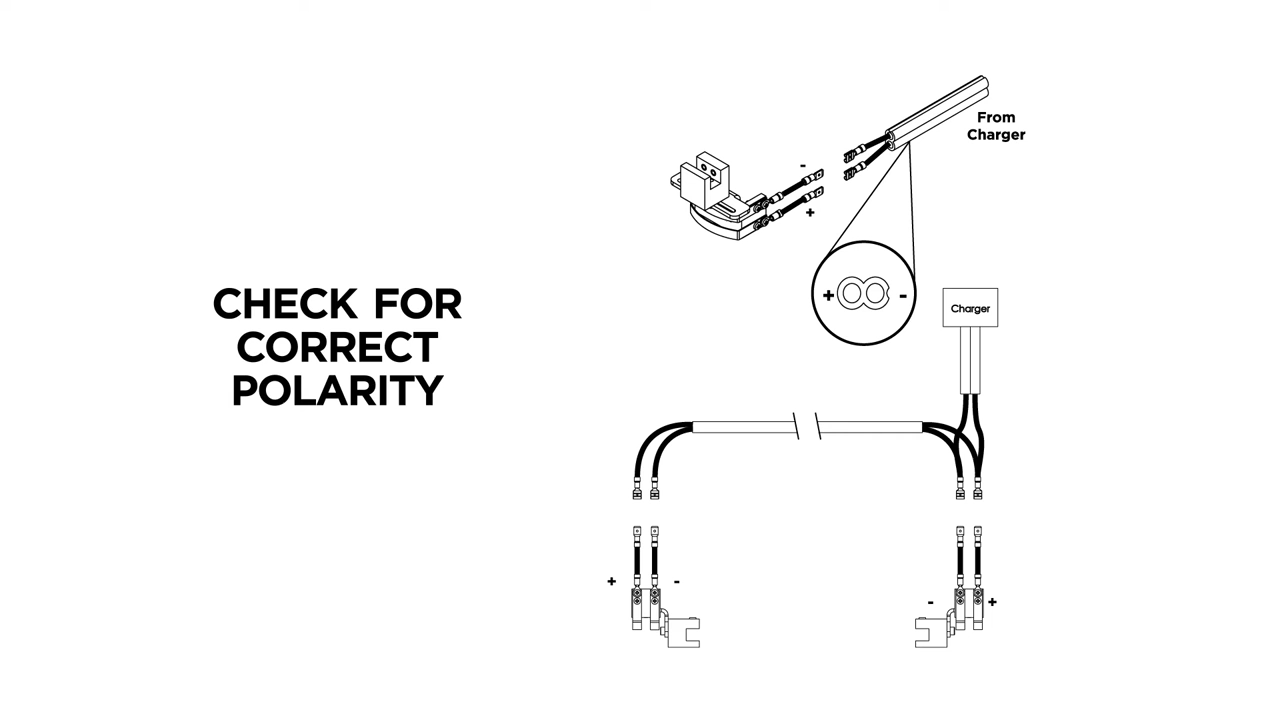 CHECK FOR
CORRECT
POLARITY
From
Charger
-
+
+ -
Charger
+ -
- +